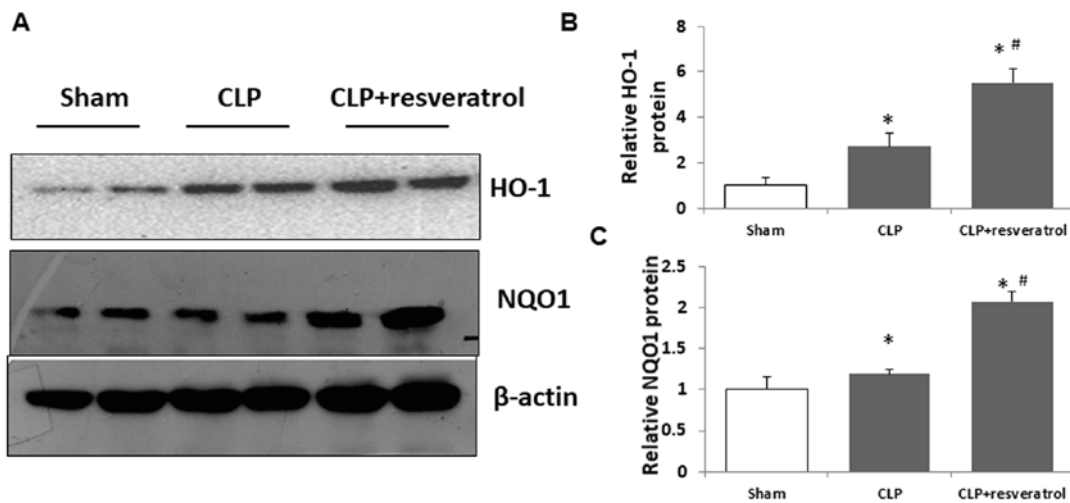 A
Sham CLP CLP+resveratrol
HO-1
NQO1
β-actin
B
Relative HO-1
protein
8
6
4
2
0
* * #
Sham CLP CLP+resveratrol
C
Relative NQO1 protein
2.5
2
1.5
1
0.5
0
* * #
Sham CLP CLP+resveratrol